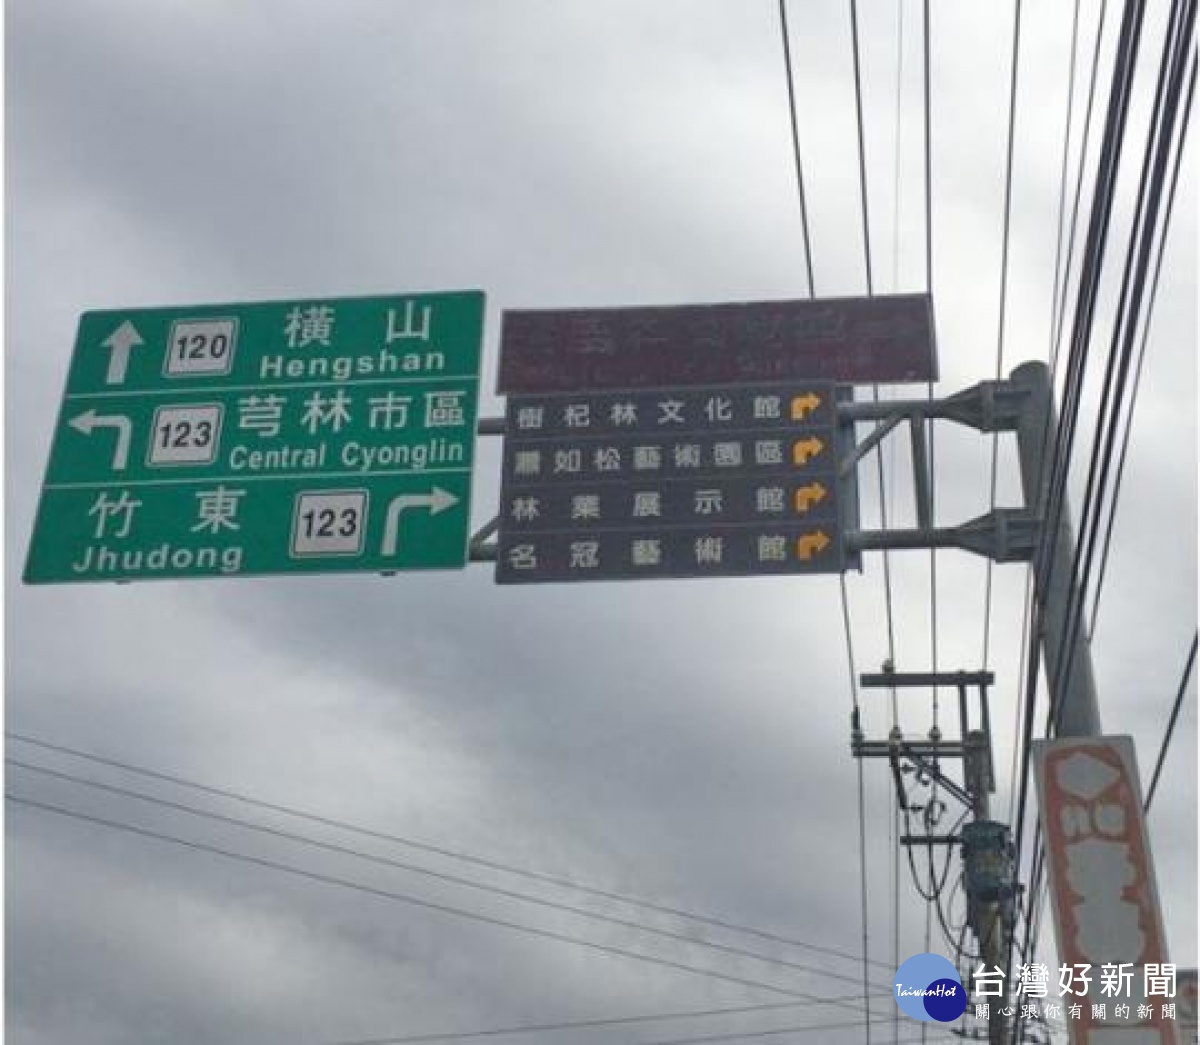 120 橫山
Hengshan
123 芎林市區
Central Cyonglin
竹東 123
Jhudong
樹杞林文化館
蕭如松藝術園區
林業展示館
名冠藝術館
TaiwanHot
台灣好新聞
關心跟你有關的新聞